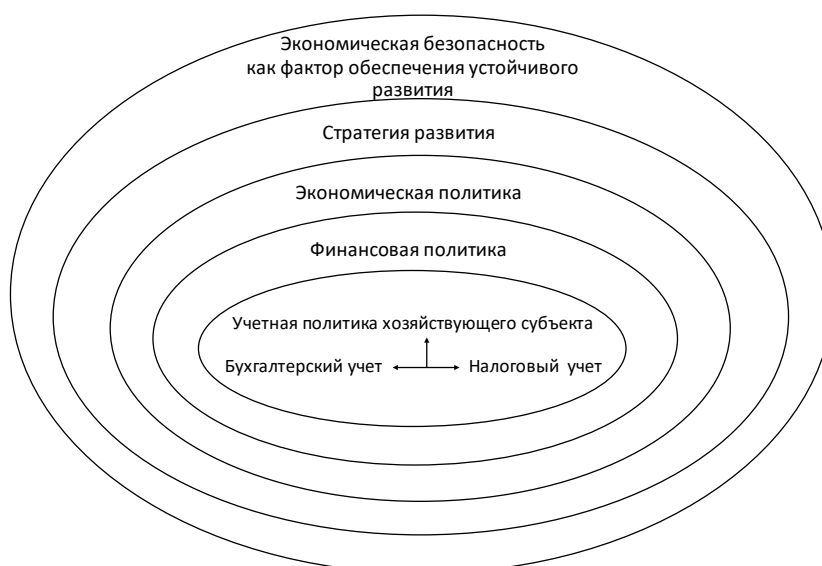 Экономическая безопасность
как фактор обеспечения устойчивого
развития
Стратегия развития
Экономическая политика
Финансовая политика
Учетная политика хозяйствующего субъекта
Бухгалтерский учет
Налоговый учет